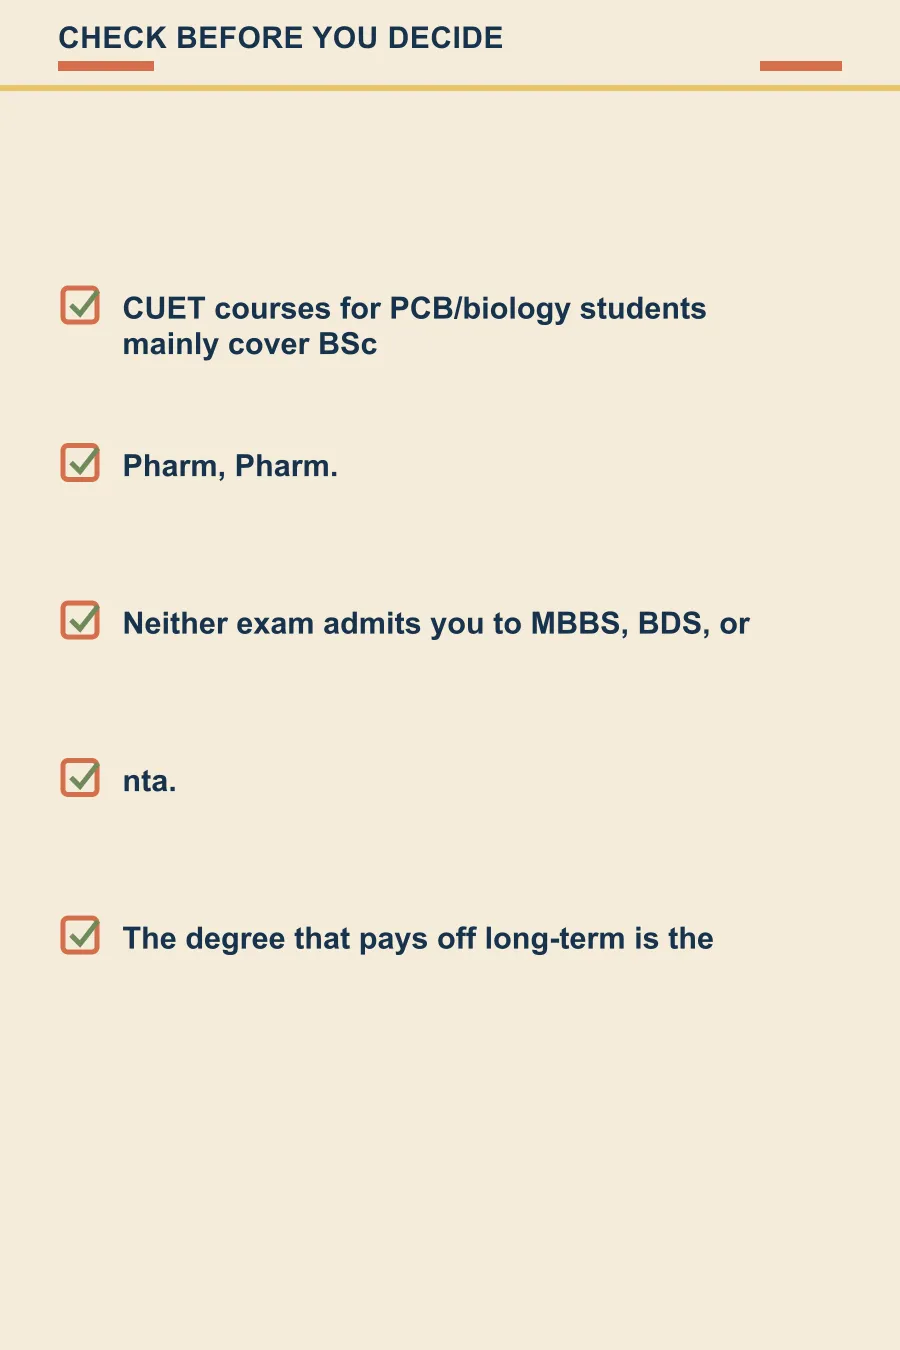 CHECK BEFORE YOU DECIDE
CUET courses for PCB/biology students
mainly cover BSc
Pharm, Pharm.
Neither exam admits you to MBBS, BDS, or
nta.
The degree that pays off long-term is the